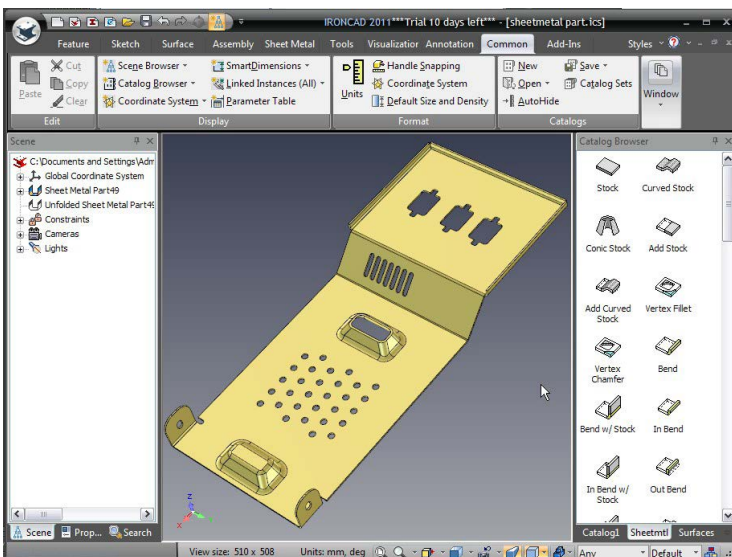 IRONCAD 2011***Trial 10 days left*** - [sheetmetal part.ics]
Feature Sketch Surface Assembly Sheet Metal Tools Visualization Annotation Common Add-Ins Styles
Paste
Cut
Copy
Clear
Edit
Scene Browser
Catalog Browser
Coordinate System
SmartDimensions
Linked Instances (All)
Parameter Table
Display
Units
Handle Snapping
Coordinate System
Default Size and Density
Format
New
Open
AutoHide
Save
Catalog Sets
Catalogs
Window
Scene
C:\Documents and Settings\Adm
Global Coordinate System
Sheet Metal Part49
Unfolded Sheet Metal Part49
Constraints
Cameras
Lights
Scene Prop... Search
z
x
Catalog Browser
Stock Curved Stock
Conic Stock Add Stock
Add Curved Stock Vertex Fillet
Vertex Chamfer Bend
Bend w/ Stock In Bend
In Bend w/ Stock Out Bend
Catalog1 Sheetmtl Surfaces
View size: 510 x 508 Units: mm, deg Any Default